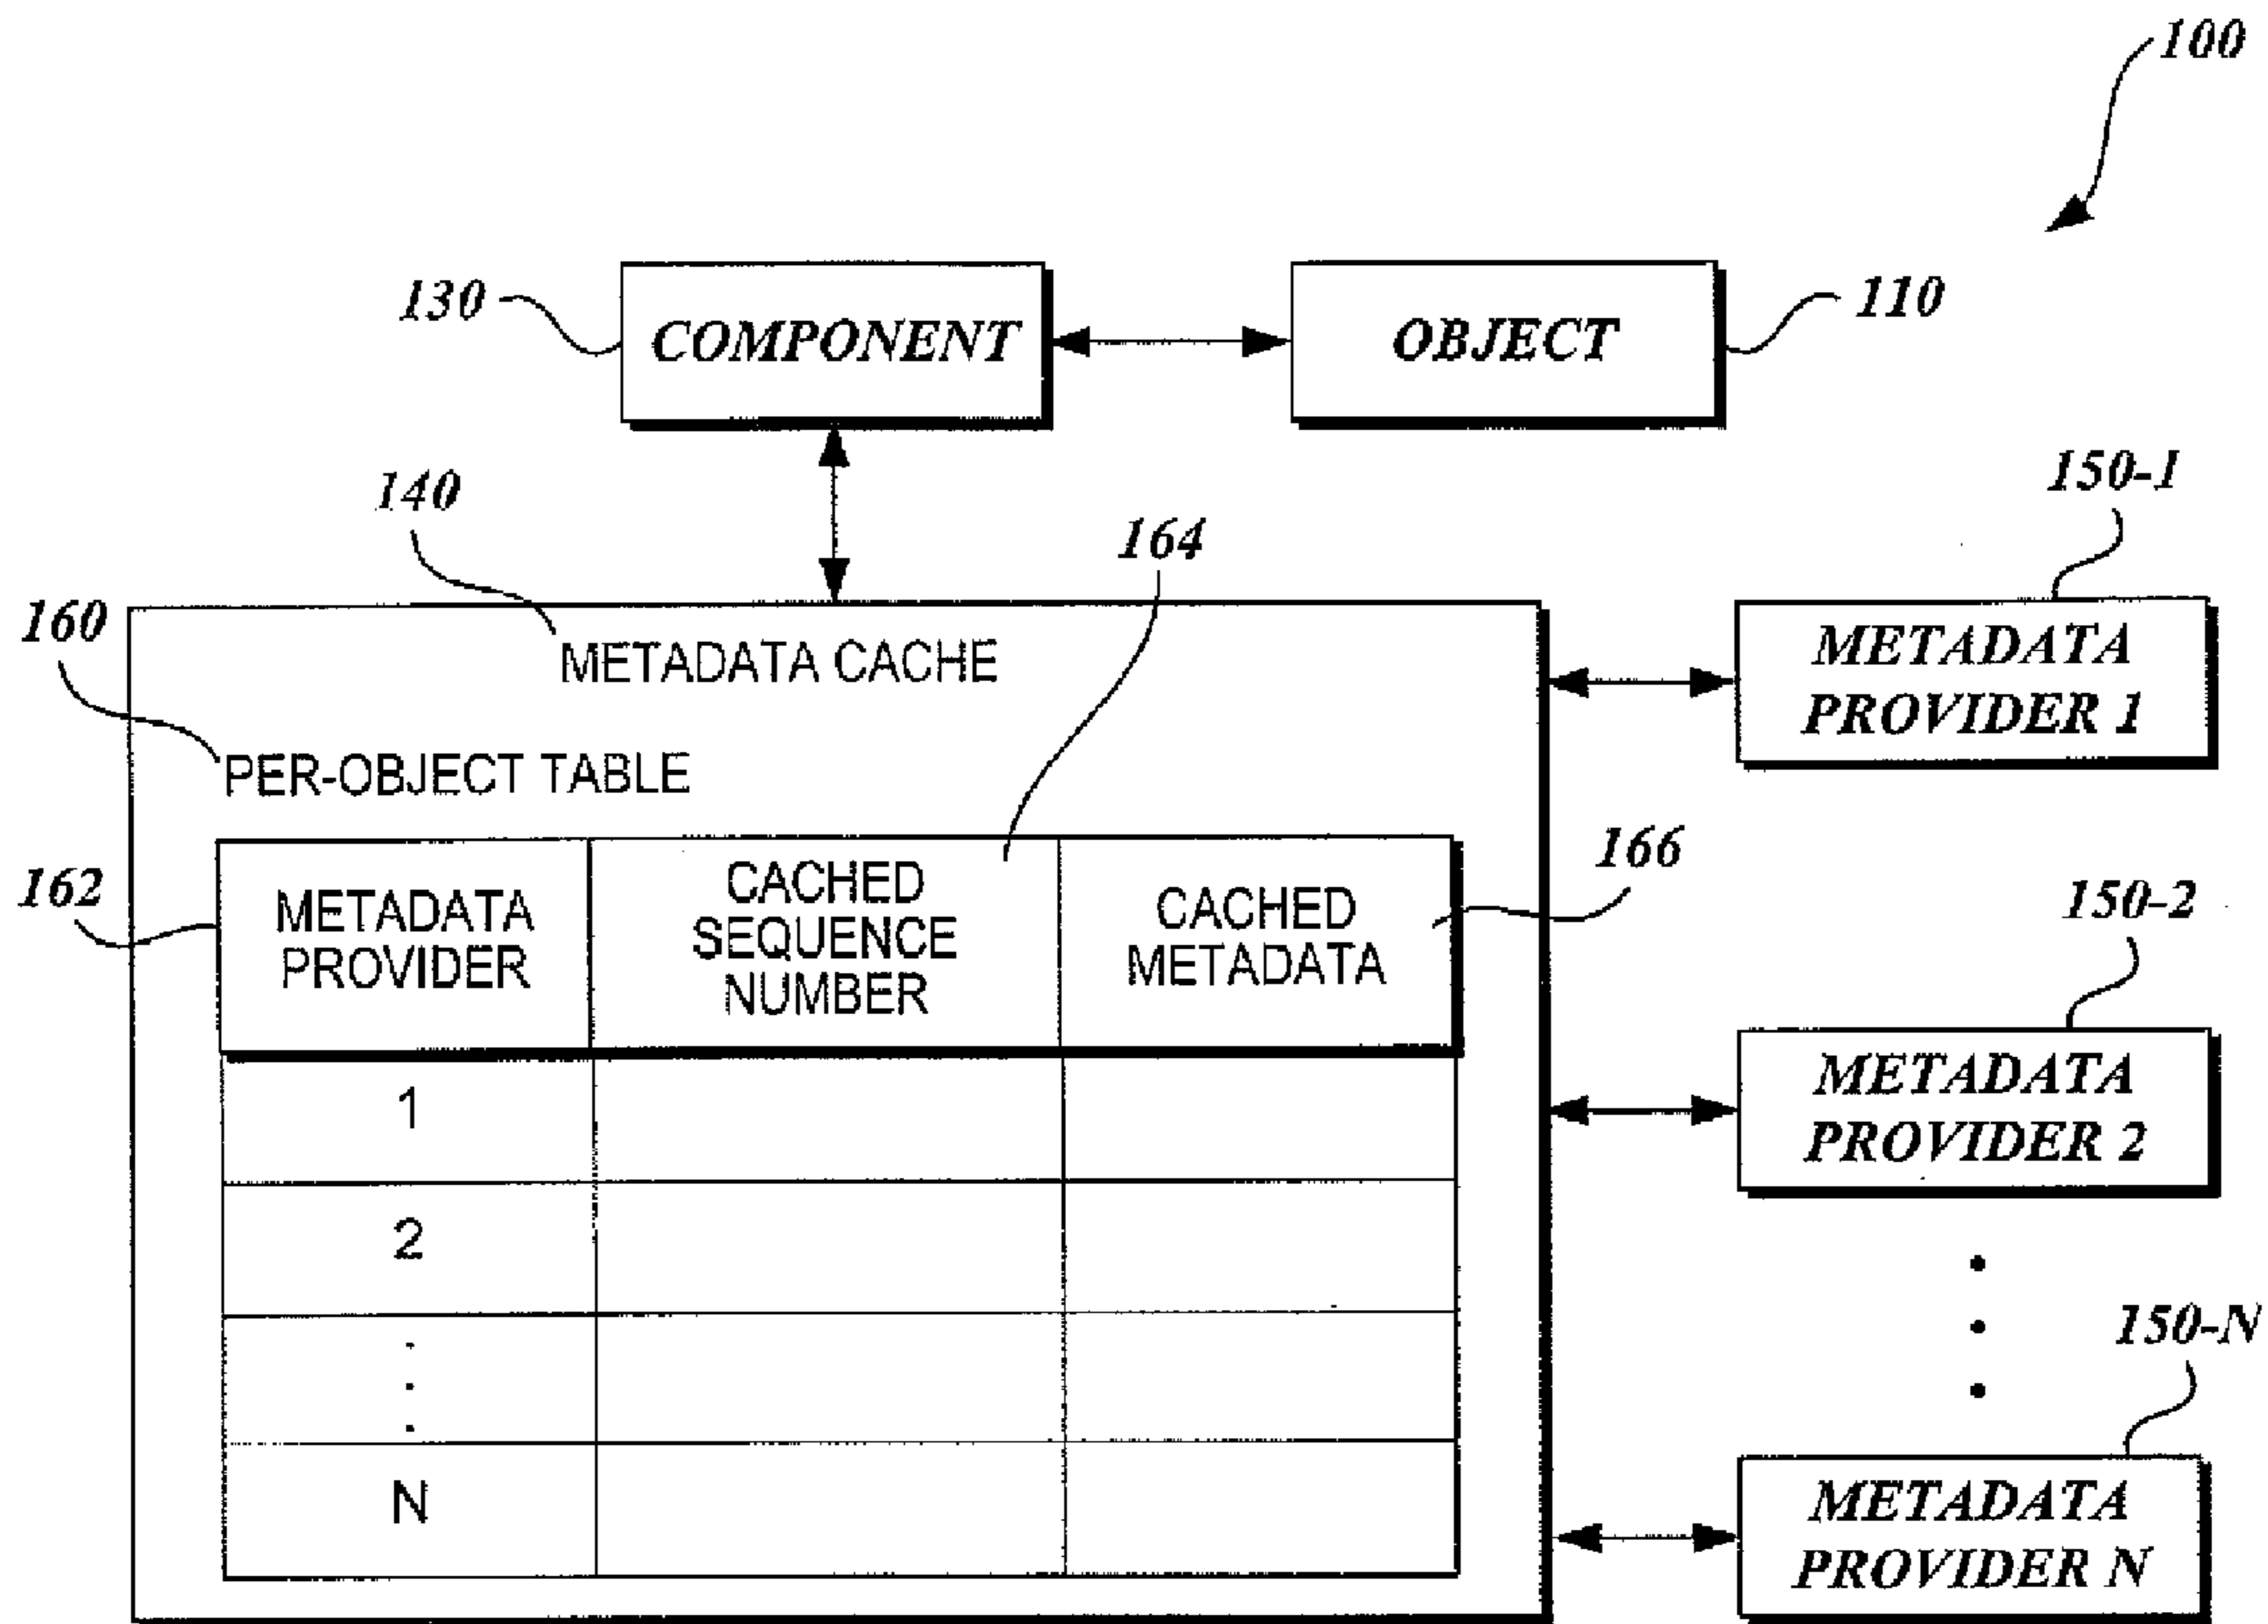 100
130
COMPONENT
OBJECT
110
140
164
150-1
160
METADATA CACHE
METADATA
PROVIDER 1
PER-OBJECT TABLE
162
METADATA
PROVIDER
CACHED
SEQUENCE
NUMBER
CACHED
METADATA
166
150-2
1
METADATA
PROVIDER 2
2
150-N
N
METADATA
PROVIDER N